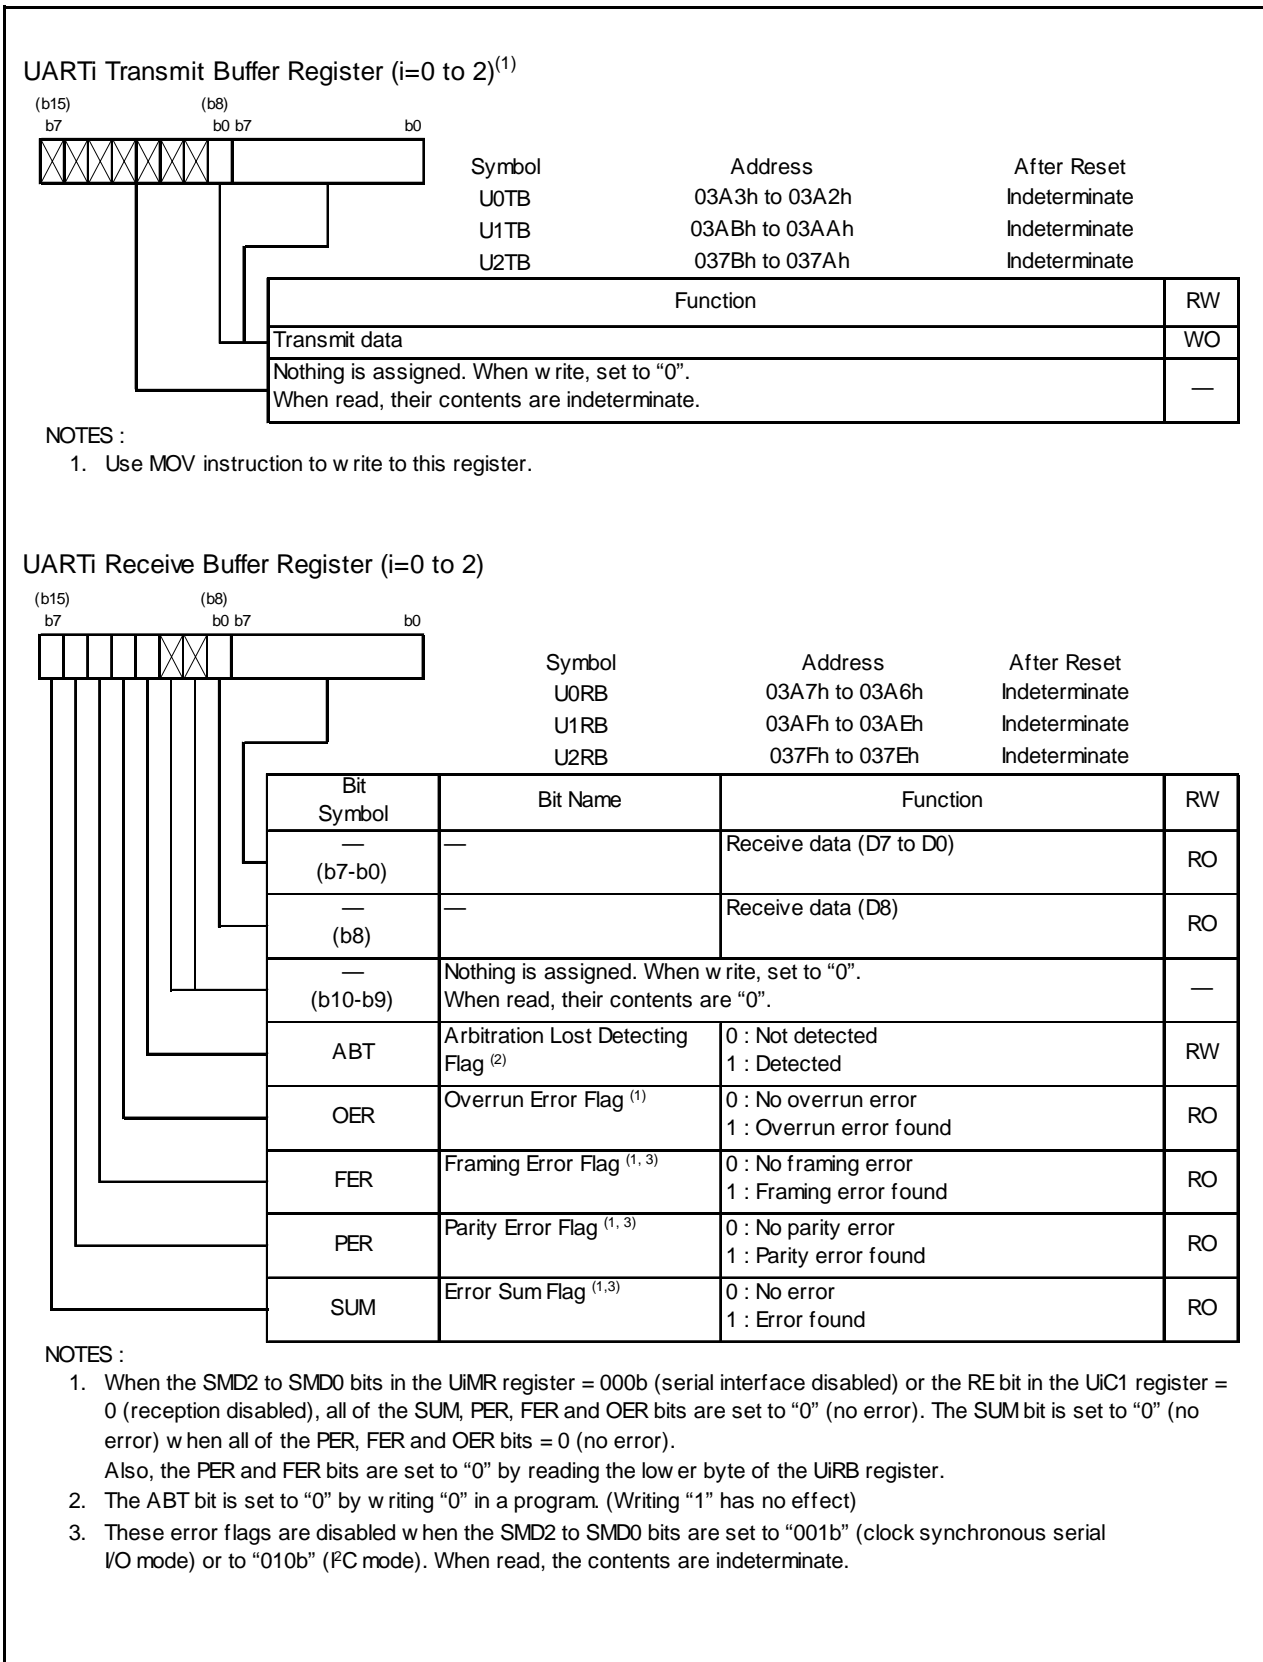 UARTi Transmit Buffer Register (i=0 to 2)(1)
(b15) (b8)
b7 b0 b7 b0
Symbol Address After Reset
U0TB 03A3h to 03A2h Indeterminate
U1TB 03ABh to 03AAh Indeterminate
U2TB 037Bh to 037Ah Indeterminate
Function RW
Transmit data WO
Nothing is assigned. When write, set to “0”.
When read, their contents are indeterminate. —
NOTES :
1. Use MOV instruction to write to this register.
UARTi Receive Buffer Register (i=0 to 2)
(b15) (b8)
b7 b0 b7 b0
Symbol Address After Reset
U0RB 03A7h to 03A6h Indeterminate
U1RB 03AFh to 03AEh Indeterminate
U2RB 037Fh to 037Eh Indeterminate
Bit
Symbol Bit Name Function RW
— — Receive data (D7 to D0)
(b7-b0) RO
— — Receive data (D8)
(b8) RO
— Nothing is assigned. When write, set to “0”.
(b10-b9) When read, their contents are “0”. —
ABT Arbitration Lost Detecting 0 : Not detected RW
Flag (2) 1 : Detected
OER Overrun Error Flag (1) 0 : No overrun error RO
1 : Overrun error found
FER Framing Error Flag (1, 3) 0 : No framing error RO
1 : Framing error found
PER Parity Error Flag (1, 3) 0 : No parity error RO
1 : Parity error found
SUM Error Sum Flag (1,3) 0 : No error RO
1 : Error found
NOTES :
1. When the SMD2 to SMD0 bits in the UiMR register = 000b (serial interface disabled) or the RE bit in the UiC1 register =
0 (reception disabled), all of the SUM, PER, FER and OER bits are set to “0” (no error). The SUM bit is set to “0” (no
error) when all of the PER, FER and OER bits = 0 (no error).
Also, the PER and FER bits are set to “0” by reading the lower byte of the UiRB register.
2. The ABT bit is set to “0” by writing “0” in a program. (Writing “1” has no effect)
3. These error flags are disabled when the SMD2 to SMD0 bits are set to “001b” (clock synchronous serial
I/O mode) or to “010b” (I²C mode). When read, the contents are indeterminate.